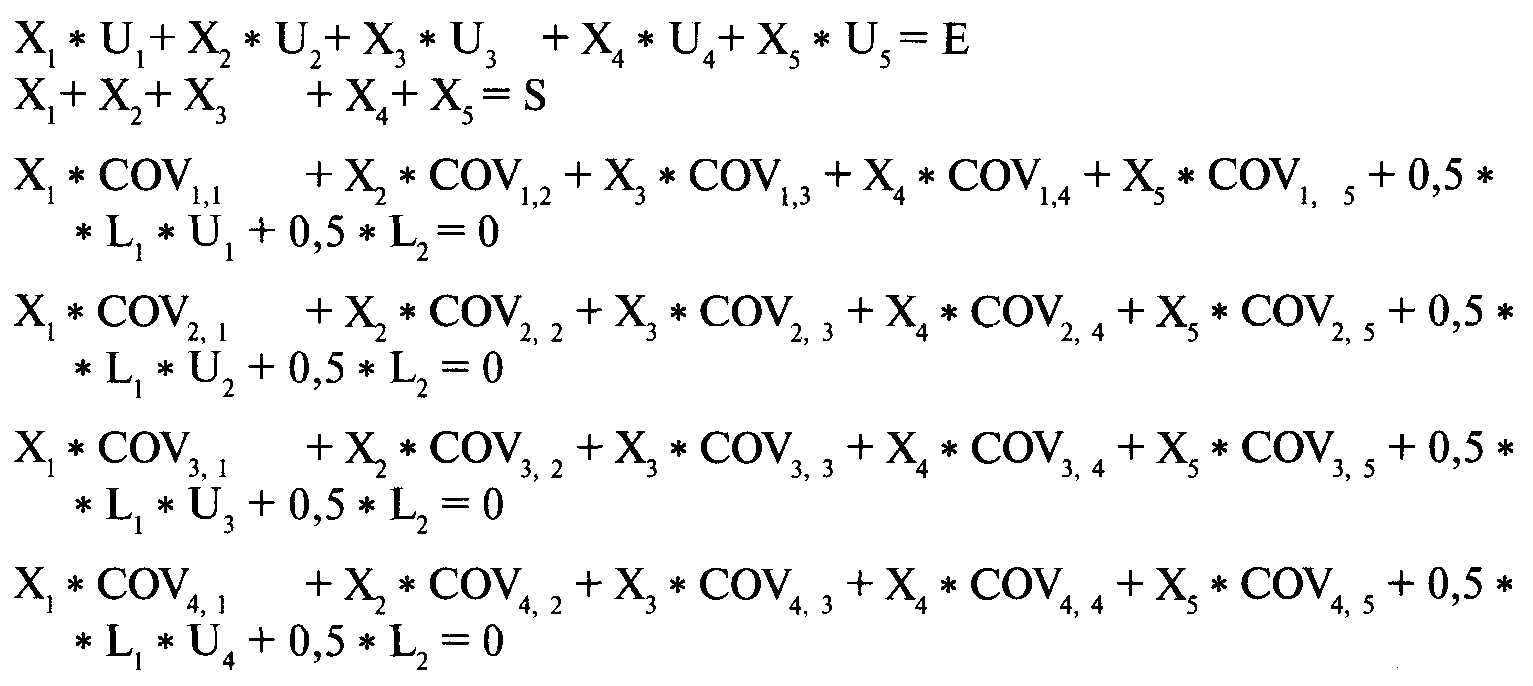 X₁ * U₁+ X₂ * U₂+ X₃ * U₃ + X₄ * U₄+ X₅ * U₅ = E
X₁+ X₂+ X₃ + X₄+ X₅ = S
X₁ * COV₁,₁ + X₂ * COV₁,₂ + X₃ * COV₁,₃ + X₄ * COV₁,₄ + X₅ * COV₁, ₅ + 0,5 *
* L₁ * U₁ + 0,5 * L₂ = 0
X₁ * COV₂, ₁ + X₂ * COV₂, ₂ + X₃ * COV₂, ₃ + X₄ * COV₂, ₄ + X₅ * COV₂, ₅ + 0,5 *
* L₁ * U₂ + 0,5 * L₂ = 0
X₁ * COV₃, ₁ + X₂ * COV₃, ₂ + X₃ * COV₃, ₃ + X₄ * COV₃, ₄ + X₅ * COV₃, ₅ + 0,5 *
* L₁ * U₃ + 0,5 * L₂ = 0
X₁ * COV₄, ₁ + X₂ * COV₄, ₂ + X₃ * COV₄, ₃ + X₄ * COV₄, ₄ + X₅ * COV₄, ₅ + 0,5 *
* L₁ * U₄ + 0,5 * L₂ = 0